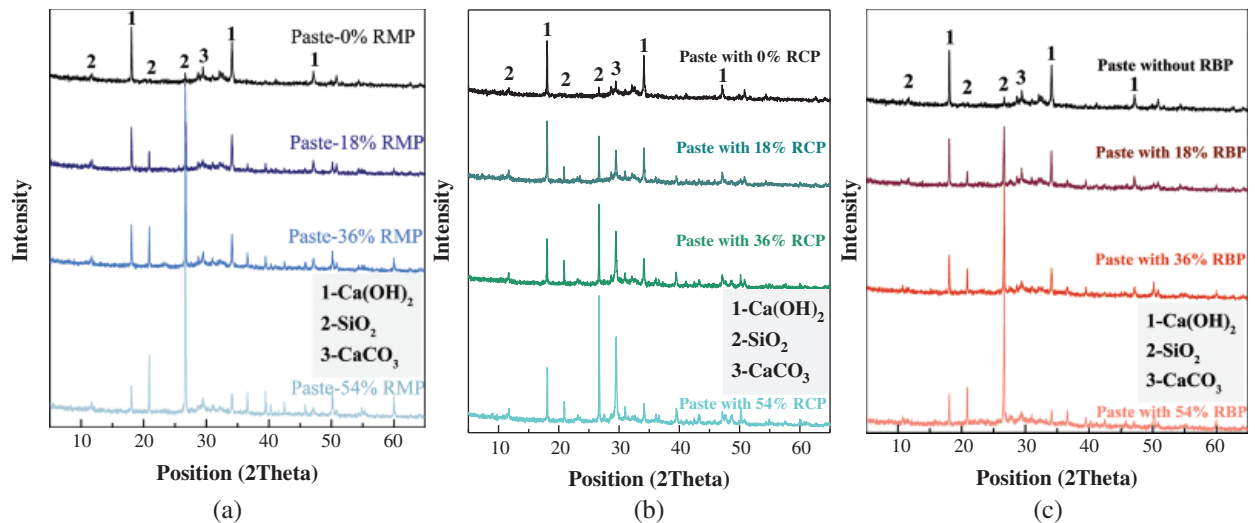 1
Paste-0% RMP
1
2
2
2
3
1
Paste-18% RMP
Paste-36% RMP
1-Ca(OH)2
2-SiO2
3-CaCO3
Paste-54% RMP
Intensity
10 20 30 40 50 60
Position (2Theta)
(a)
1
1
Paste with 0% RCP
2
2
2
3
1
Paste with 18% RCP
Paste with 36% RCP
1-Ca(OH)2
2-SiO2
3-CaCO3
Paste with 54% RCP
Intensity
10 20 30 40 50 60
Position (2Theta)
(b)
1
1
Paste without RBP
2
2
2
3
1
Paste with 18% RBP
Paste with 36% RBP
1-Ca(OH)2
2-SiO2
3-CaCO3
Paste with 54% RBP
Intensity
10 20 30 40 50 60
Position (2Theta)
(c)